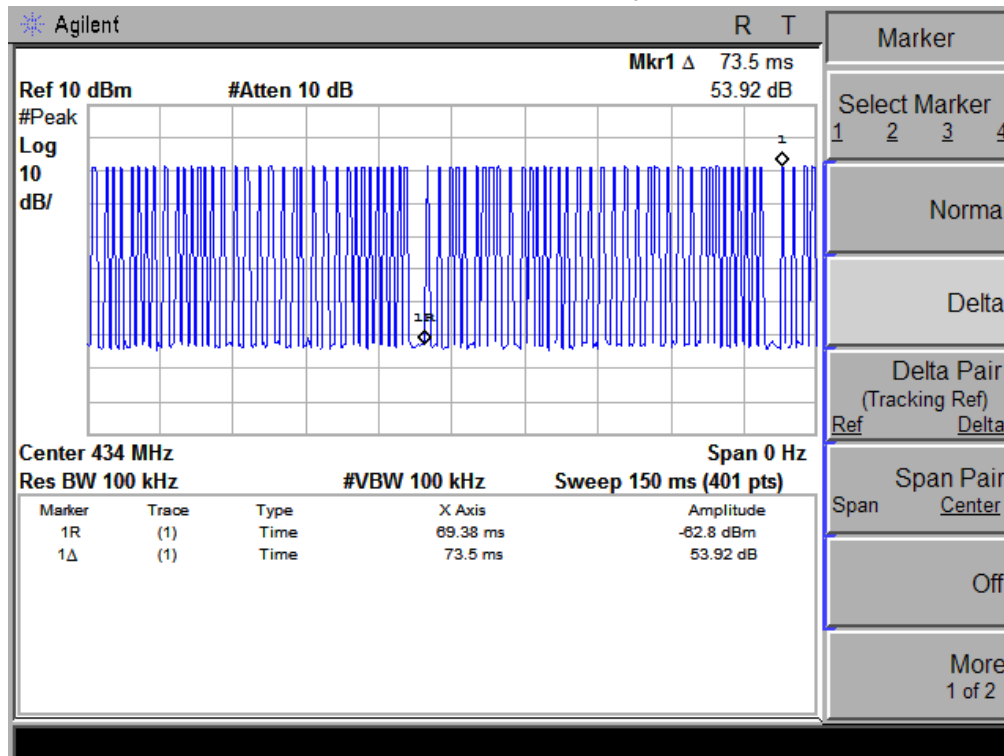 Agilent R T
Mkr1 Δ 73.5 ms
Ref 10 dBm #Atten 10 dB 53.92 dB
#Peak
Log
10
dB/
1
1R
Center 434 MHz Span 0 Hz
Res BW 100 kHz #VBW 100 kHz Sweep 150 ms (401 pts)
Marker Trace Type X Axis Amplitude
1R (1) Time 69.38 ms -62.8 dBm
1Δ (1) Time 73.5 ms 53.92 dB
Marker
Select Marker
1 2 3 4
Norma
Delta
Delta Pair
(Tracking Ref)
Ref Delta
Span Pair
Span Center
Off
More
1 of 2